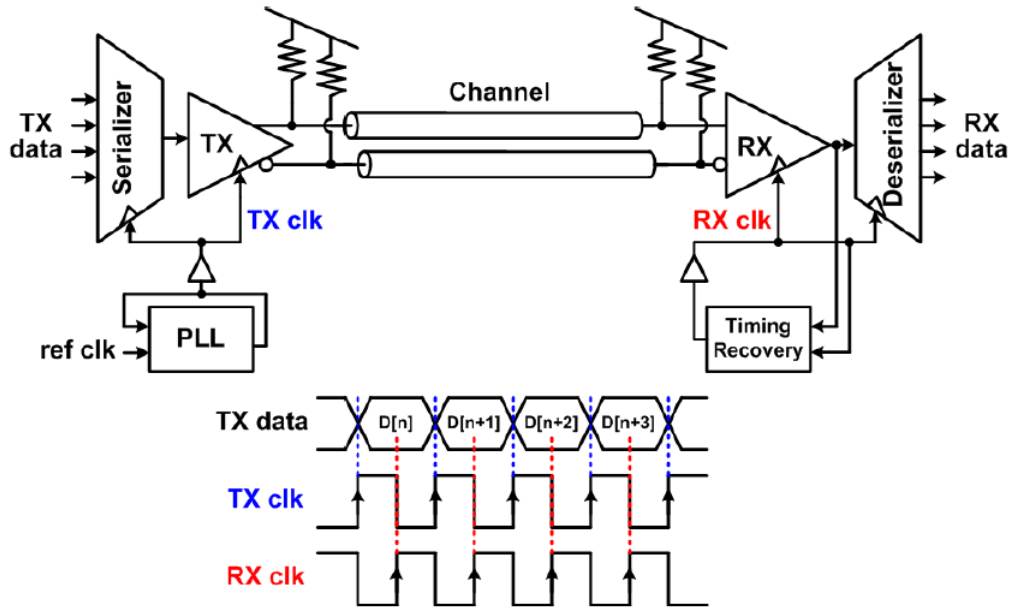 Serializer
TX
data
TX
Channel
RX
Deserializer
RX
data
TX clk
RX clk
ref clk
PLL
Timing
Recovery
TX data
D[n]
D[n+1]
D[n+2]
D[n+3]
TX clk
RX clk